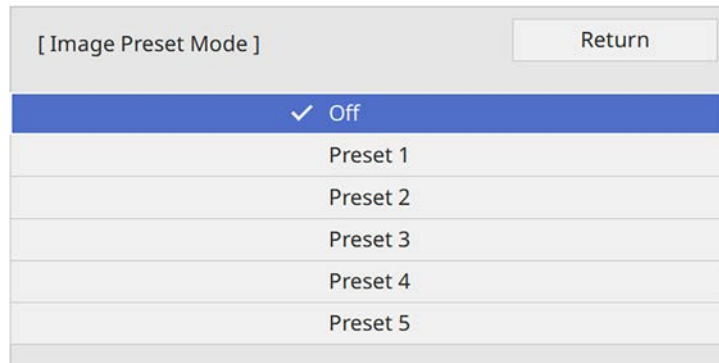 [ Image Preset Mode ]
Return
Off
Preset 1
Preset 2
Preset 3
Preset 4
Preset 5